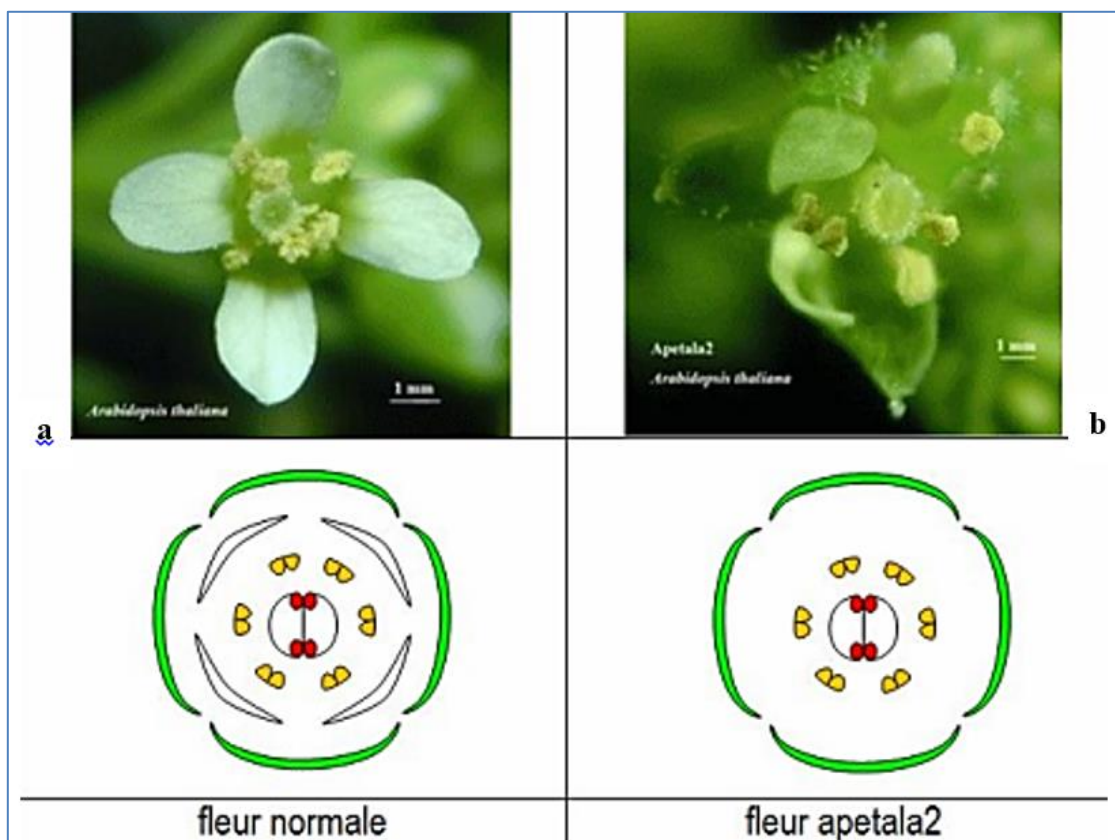 Arabidopsis thaliana
1 mm
Apetala2
Arabidopsis thaliana
1 mm
a
b
fleur normale
fleur apetala2